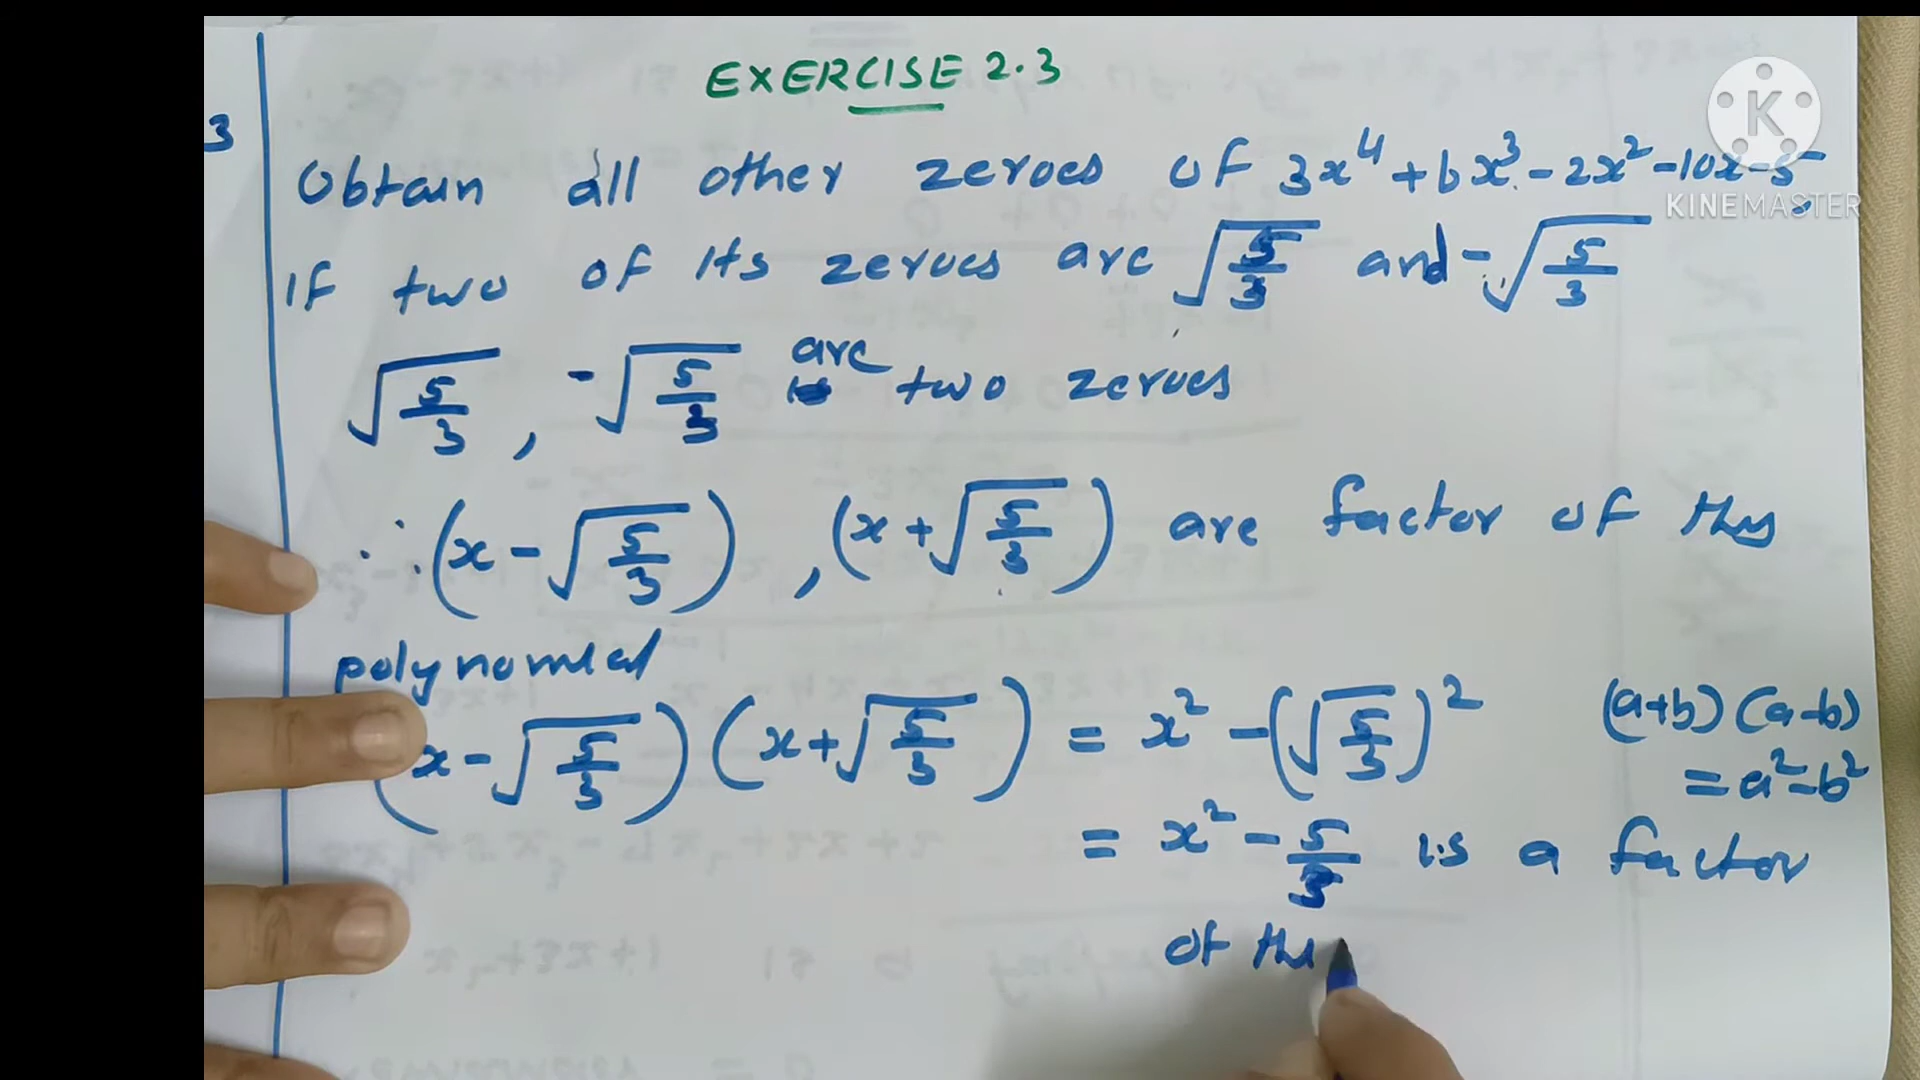 EXERCISE 2.3
3
Obtain all other zeroes of 3x⁴+6x³-2x²-10x-5,
KINEMASTER
if two of its zeroes are √5/3 and -√5/3
√5/3, -√5/3 are two zeroes
∴ (x-√5/3), (x+√5/3) are factor of this
polynomial
(x-√5/3)(x+√5/3) = x²-(√5/3)²
(a+b)(a-b)
= a²-b²
= x²-5/3 is a factor
of the